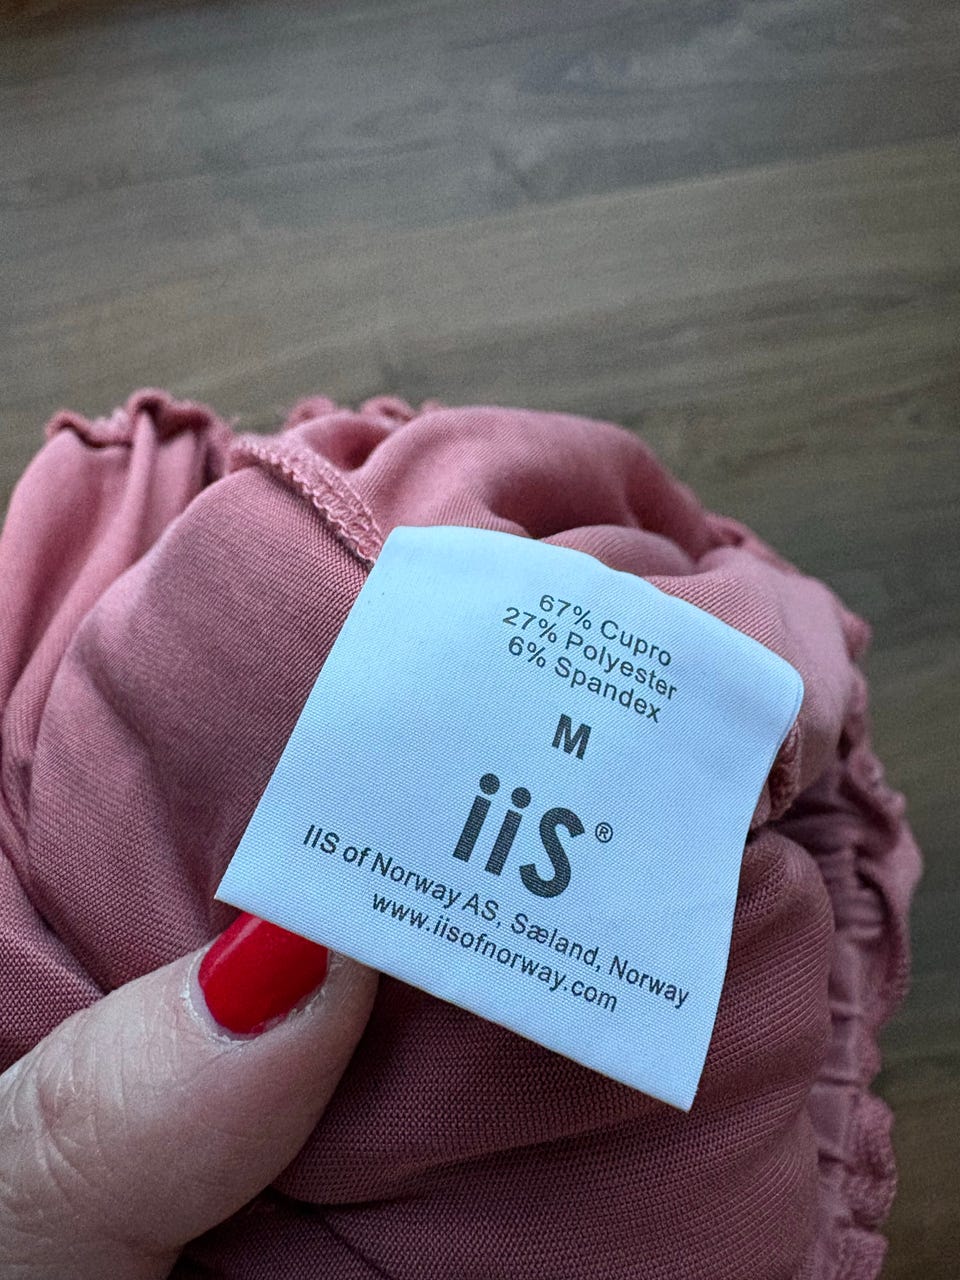 67% Cupro
27% Polyester
6% Spandex
M
iiS®
IIS of Norway AS, Sæland, Norway
www.iisofnorway.com